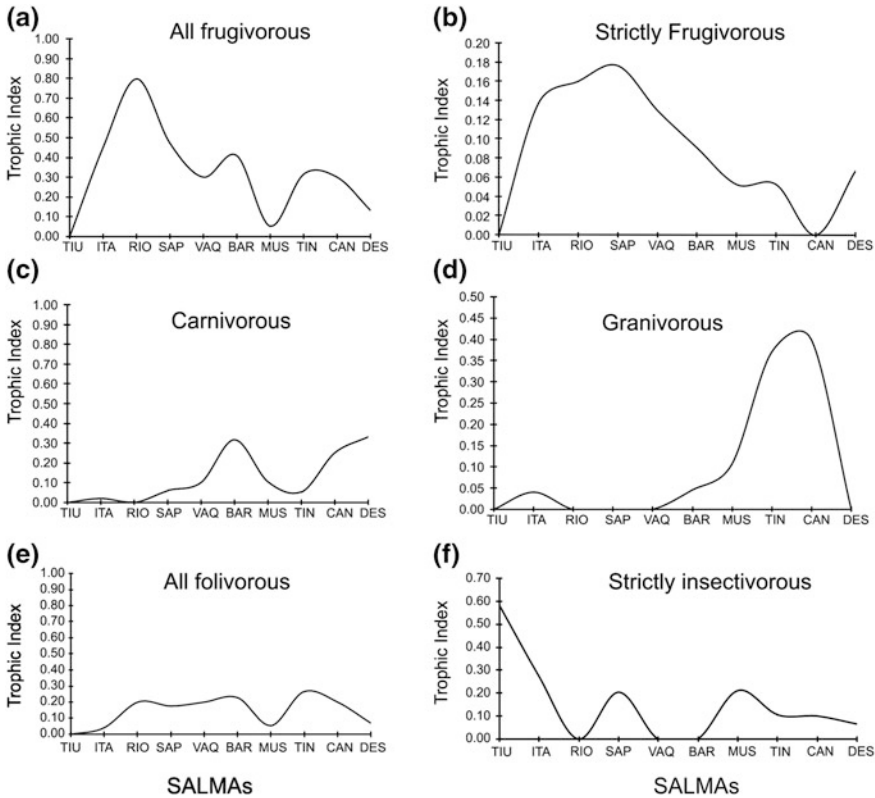 (a)
All frugivorous
Trophic Index
1.00
0.90
0.80
0.70
0.60
0.50
0.40
0.30
0.20
0.10
0.00
TIU ITA RIO SAP VAQ BAR MUS TIN CAN DES
(b)
Strictly Frugivorous
Trophic Index
0.20
0.18
0.16
0.14
0.12
0.10
0.08
0.06
0.04
0.02
0.00
TIU ITA RIO SAP VAQ BAR MUS TIN CAN DES
(c)
Carnivorous
Trophic Index
1.00
0.90
0.80
0.70
0.60
0.50
0.40
0.30
0.20
0.10
0.00
TIU ITA RIO SAP VAQ BAR MUS TIN CAN DES
(d)
Granivorous
Trophic Index
0.50
0.45
0.40
0.35
0.30
0.25
0.20
0.15
0.10
0.05
0.00
TIU ITA RIO SAP VAQ BAR MUS TIN CAN DES
(e)
All folivorous
Trophic Index
1.00
0.90
0.80
0.70
0.60
0.50
0.40
0.30
0.20
0.10
0.00
TIU ITA RIO SAP VAQ BAR MUS TIN CAN DES
SALMAs
(f)
Strictly insectivorous
Trophic Index
0.70
0.60
0.50
0.40
0.30
0.20
0.10
0.00
TIU ITA RIO SAP VAQ BAR MUS TIN CAN DES
SALMAs